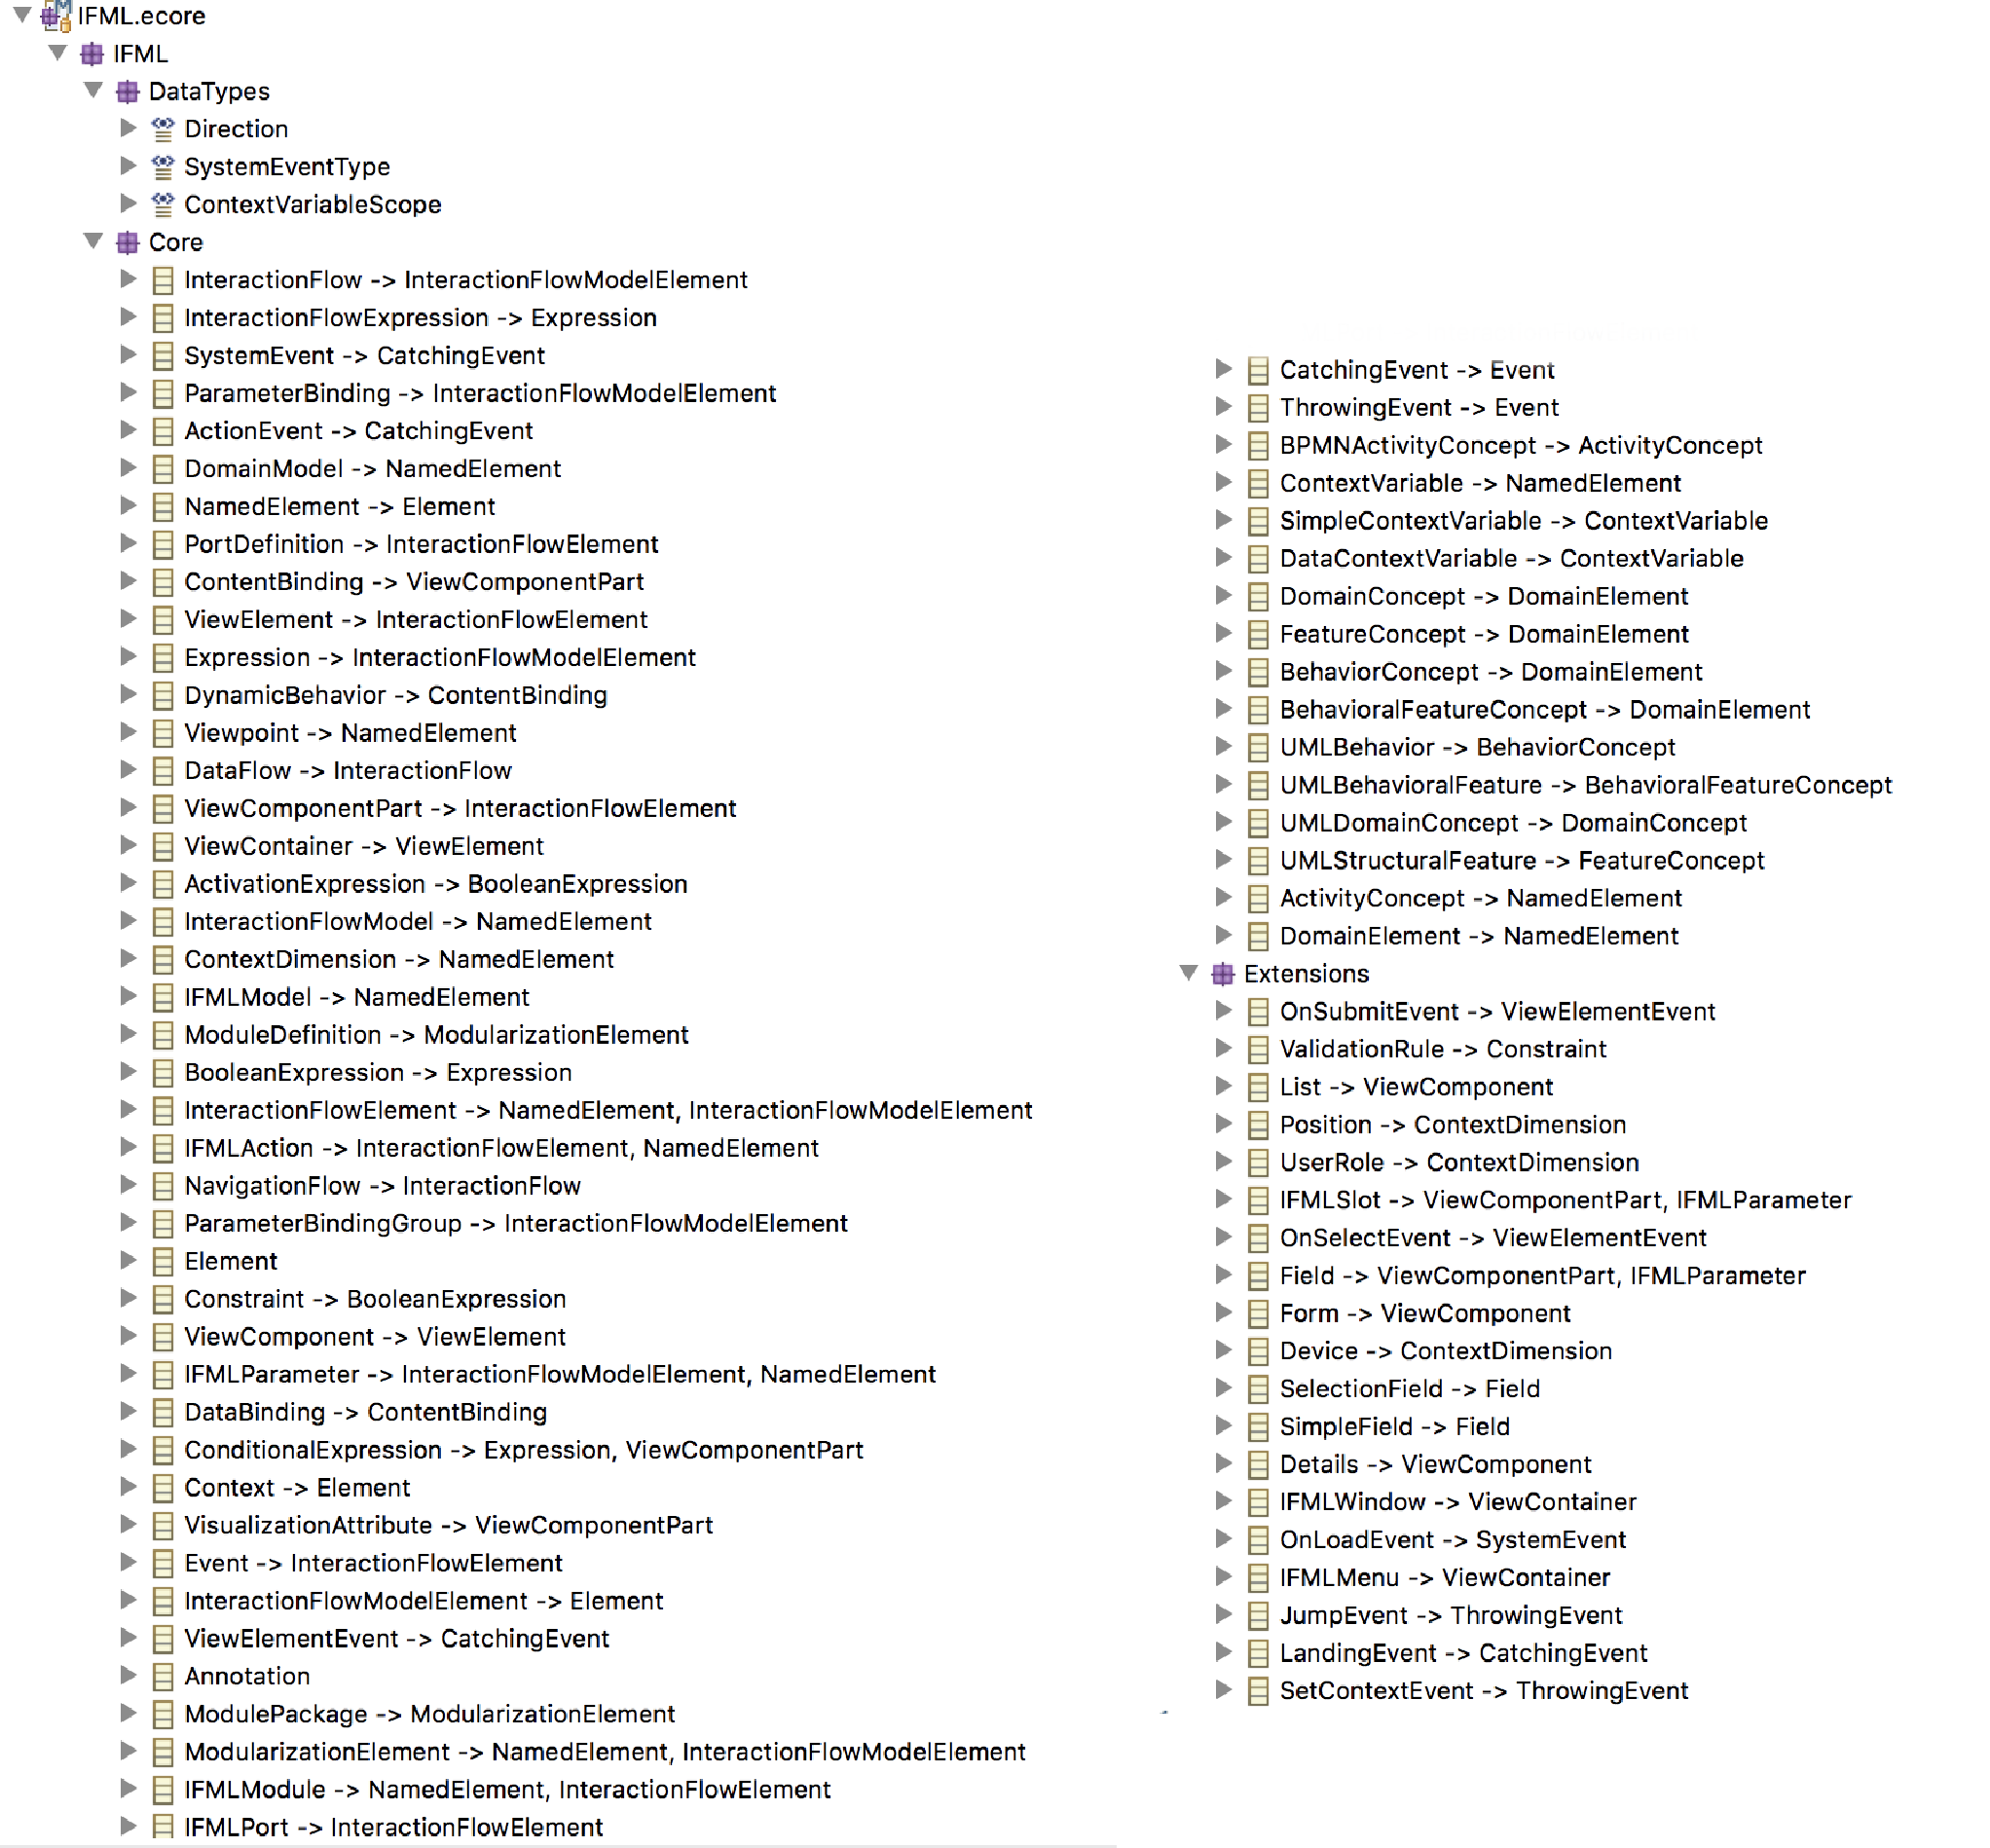 IFML.ecore
IFML
DataTypes
Direction
SystemEventType
ContextVariableScope
Core
InteractionFlow -> InteractionFlowModelElement
InteractionFlowExpression -> Expression
SystemEvent -> CatchingEvent
ParameterBinding -> InteractionFlowModelElement
ActionEvent -> CatchingEvent
DomainModel -> NamedElement
NamedElement -> Element
PortDefinition -> InteractionFlowElement
ContentBinding -> ViewComponentPart
ViewElement -> InteractionFlowElement
Expression -> InteractionFlowModelElement
DynamicBehavior -> ContentBinding
Viewpoint -> NamedElement
DataFlow -> InteractionFlow
ViewComponentPart -> InteractionFlowElement
ViewContainer -> ViewElement
ActivationExpression -> BooleanExpression
InteractionFlowModel -> NamedElement
ContextDimension -> NamedElement
IFMLModel -> NamedElement
ModuleDefinition -> ModularizationElement
BooleanExpression -> Expression
InteractionFlowElement -> NamedElement, InteractionFlowModelElement
IFMLAction -> InteractionFlowElement, NamedElement
NavigationFlow -> InteractionFlow
ParameterBindingGroup -> InteractionFlowModelElement
Element
Constraint -> BooleanExpression
ViewComponent -> ViewElement
IFMLParameter -> InteractionFlowModelElement, NamedElement
DataBinding -> ContentBinding
ConditionalExpression -> Expression, ViewComponentPart
Context -> Element
VisualizationAttribute -> ViewComponentPart
Event -> InteractionFlowElement
InteractionFlowModelElement -> Element
ViewElementEvent -> CatchingEvent
Annotation
ModulePackage -> ModularizationElement
ModularizationElement -> NamedElement, InteractionFlowModelElement
IFMLModule -> NamedElement, InteractionFlowElement
IFMLPort -> InteractionFlowElement
CatchingEvent -> Event
ThrowingEvent -> Event
BPMNActivityConcept -> ActivityConcept
ContextVariable -> NamedElement
SimpleContextVariable -> ContextVariable
DataContextVariable -> ContextVariable
DomainConcept -> DomainElement
FeatureConcept -> DomainElement
BehaviorConcept -> DomainElement
BehavioralFeatureConcept -> DomainElement
UMLBehavior -> BehaviorConcept
UMLBehavioralFeature -> BehavioralFeatureConcept
UMLDomainConcept -> DomainConcept
UMLStructuralFeature -> FeatureConcept
ActivityConcept -> NamedElement
DomainElement -> NamedElement
Extensions
OnSubmitEvent -> ViewElementEvent
ValidationRule -> Constraint
List -> ViewComponent
Position -> ContextDimension
UserRole -> ContextDimension
IFMLSlot -> ViewComponentPart, IFMLParameter
OnSelectEvent -> ViewElementEvent
Field -> ViewComponentPart, IFMLParameter
Form -> ViewComponent
Device -> ContextDimension
SelectionField -> Field
SimpleField -> Field
Details -> ViewComponent
IFMLWindow -> ViewContainer
OnLoadEvent -> SystemEvent
IFMLMenu -> ViewContainer
JumpEvent -> ThrowingEvent
LandingEvent -> CatchingEvent
SetContextEvent -> ThrowingEvent